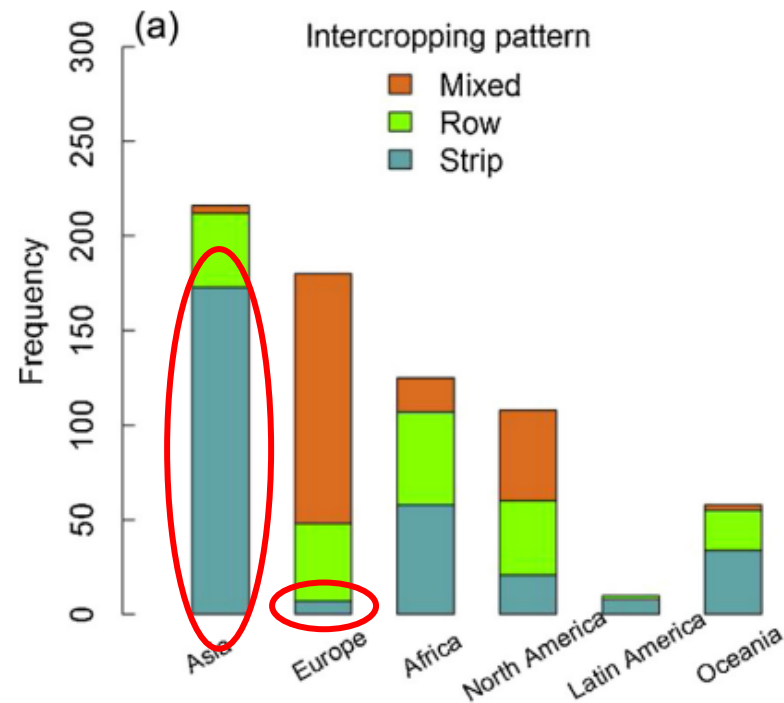 (a)
Intercropping pattern
Mixed
Row
Strip
Frequency
300
250
200
150
100
50
0
Asia
Europe
Africa
North America
Latin America
Oceania